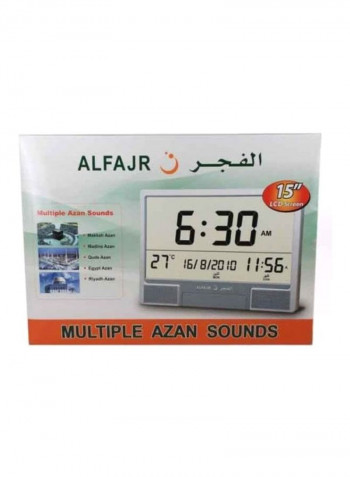 ALFAJR الفجر
15"
LCD Screen
Multiple Azan Sounds
Makkah Azan
Madina Azan
Quds Azan
Egypt Azan
Riyadh Azan
6:30 AM
27°C 16/8/2010 11:56
MULTIPLE AZAN SOUNDS